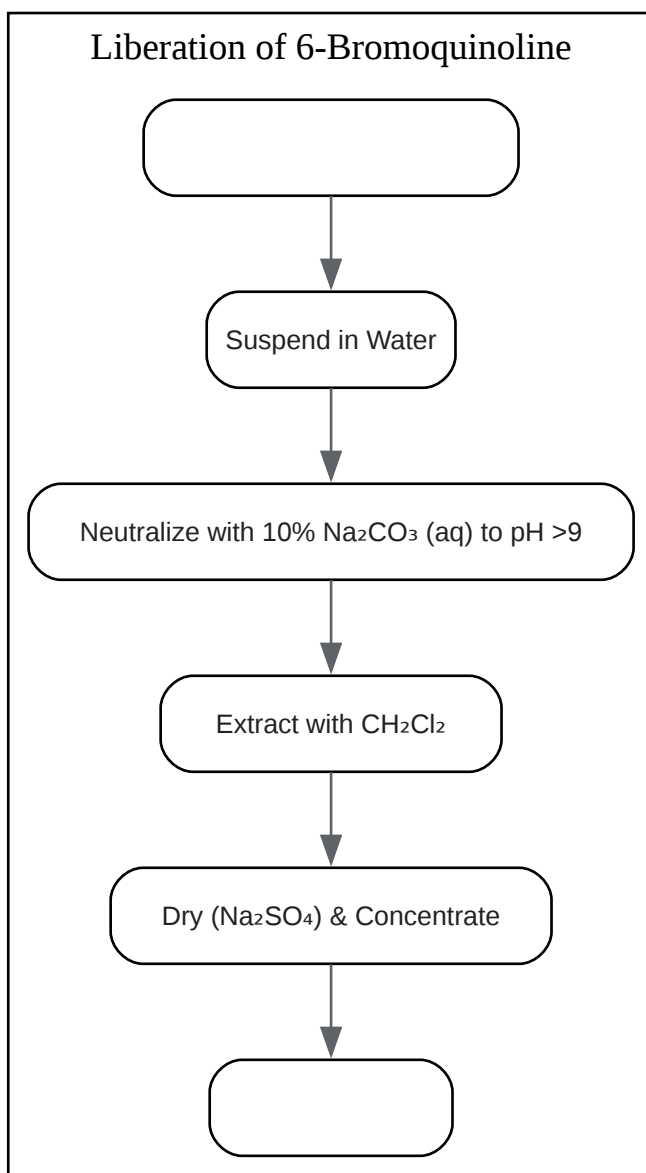 Liberation of 6-Bromoquinoline
Suspend in Water
Neutralize with 10% Na₂CO₃ (aq) to pH >9
Extract with CH₂Cl₂
Dry (Na₂SO₄) & Concentrate